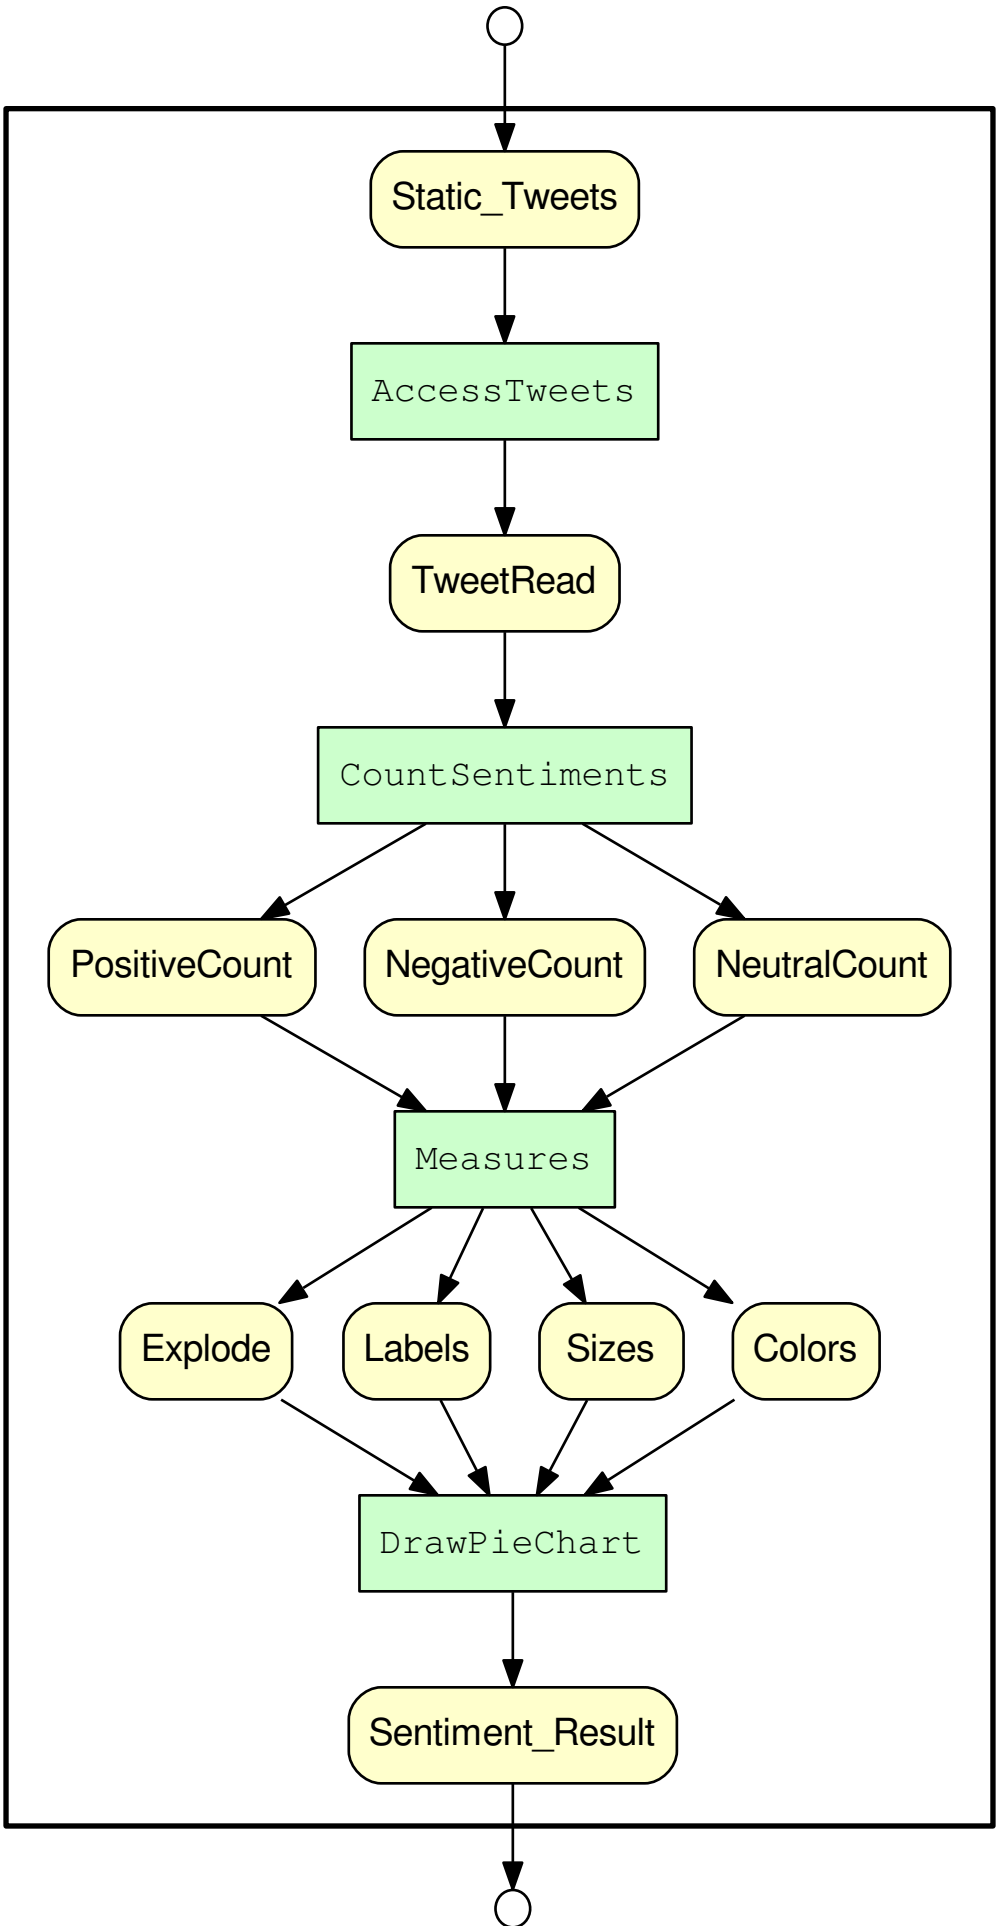 Static_Tweets
AccessTweets
TweetRead
CountSentiments
PositiveCount
NegativeCount
NeutralCount
Measures
Explode
Labels
Sizes
Colors
DrawPieChart
Sentiment_Result